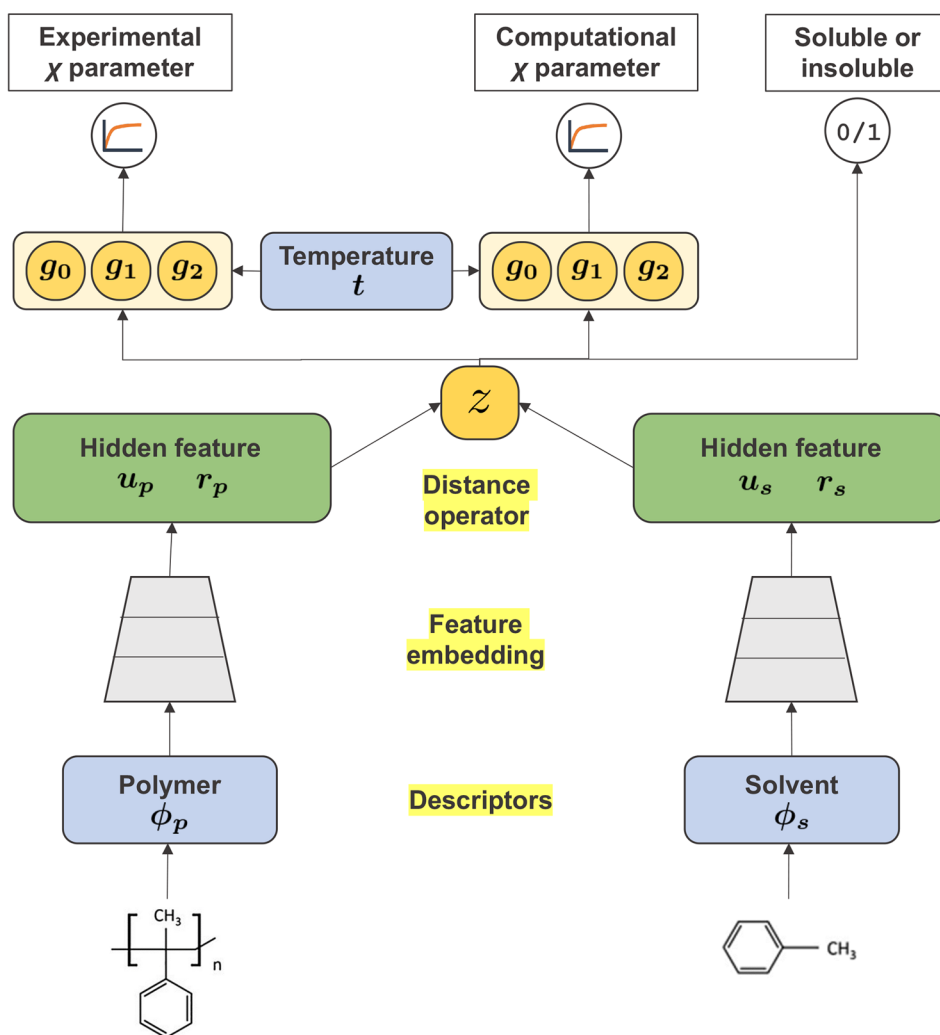 Experimental
χ parameter
Computational
χ parameter
Soluble or
insoluble
0/1
g₀ g₁ g₂
Temperature
t
g₀ g₁ g₂
z
Hidden feature
uₚ rₚ
Hidden feature
uₛ rₛ
Distance
operator
Feature
embedding
Polymer
ϕₚ
Descriptors
Solvent
ϕₛ
CH₃
n
CH₃